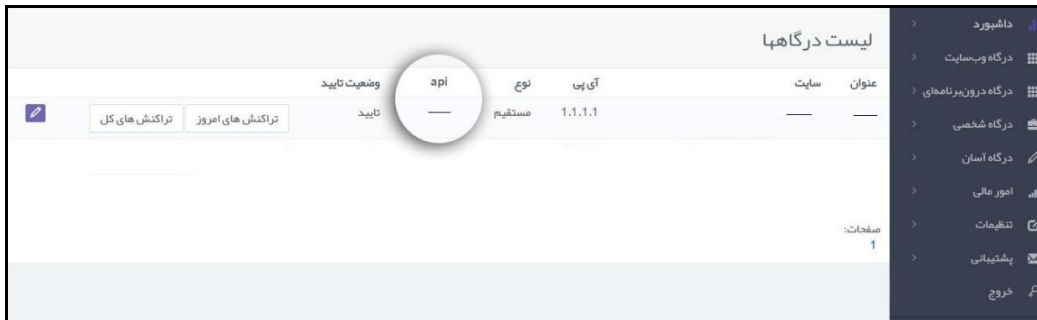 داشبورد
درگاه وب‌سایت
درگاه درون‌برنامه‌ای
درگاه شخصی
درگاه آسان
امور مالی
تنظیمات
پشتیبانی
خروج
لیست درگاهها
عنوان سایت آی پی نوع api وضعیت تایید
1.1.1.1 مستقیم تایید تراکنش های امروز تراکنش های کل
صفحات:
1